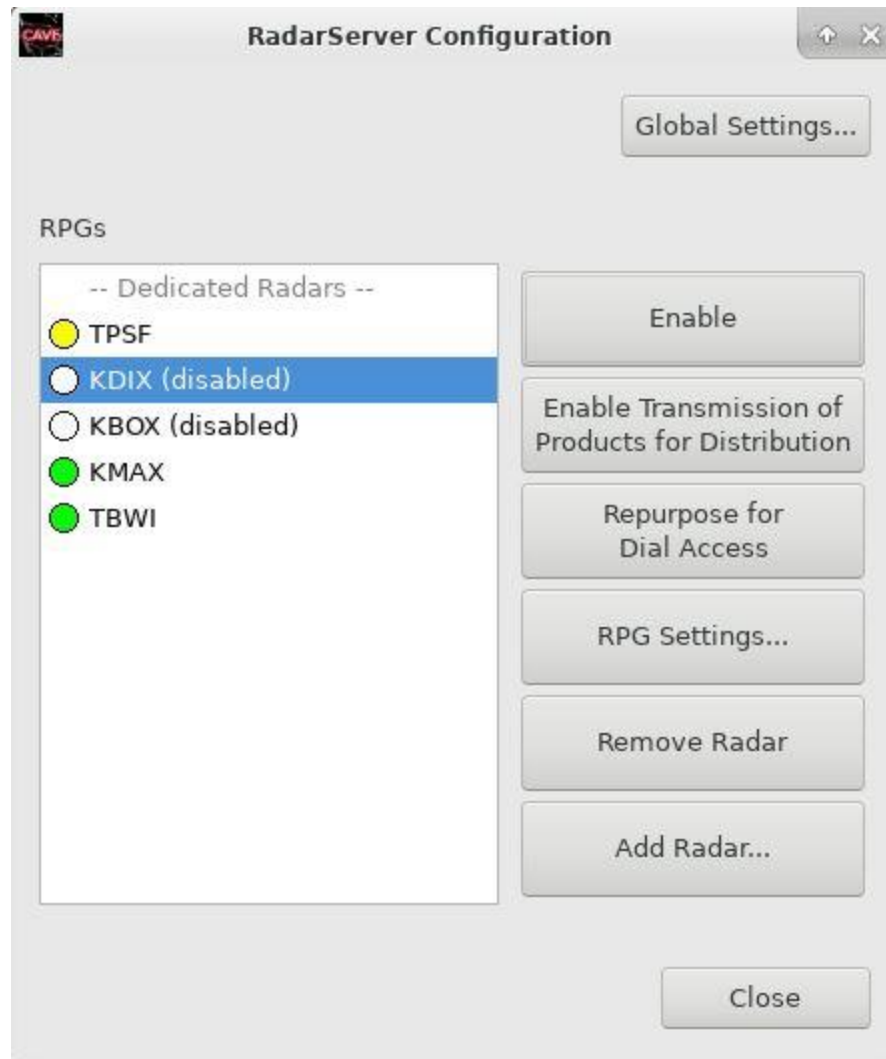 CAVE
RadarServer Configuration
Global Settings...
RPGs
-- Dedicated Radars --
TPSF
KDIX (disabled)
KBOX (disabled)
KMAX
TBWI
Enable
Enable Transmission of
Products for Distribution
Repurpose for
Dial Access
RPG Settings...
Remove Radar
Add Radar...
Close